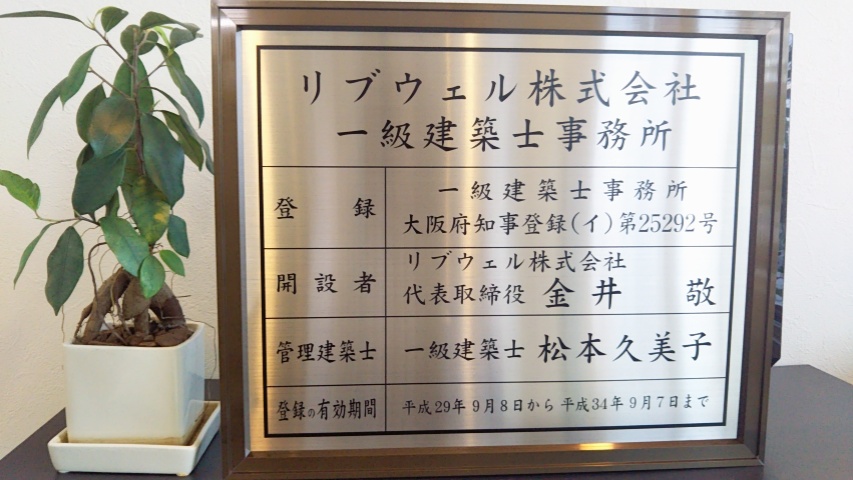 リブウェル株式会社
一級建築士事務所
登録
一級建築士事務所
大阪府知事登録(イ)第25292号
開設者
リブウェル株式会社
代表取締役 金井 敬
管理建築士
一級建築士 松本久美子
登録の有効期間
平成29年9月8日から平成34年9月7日まで